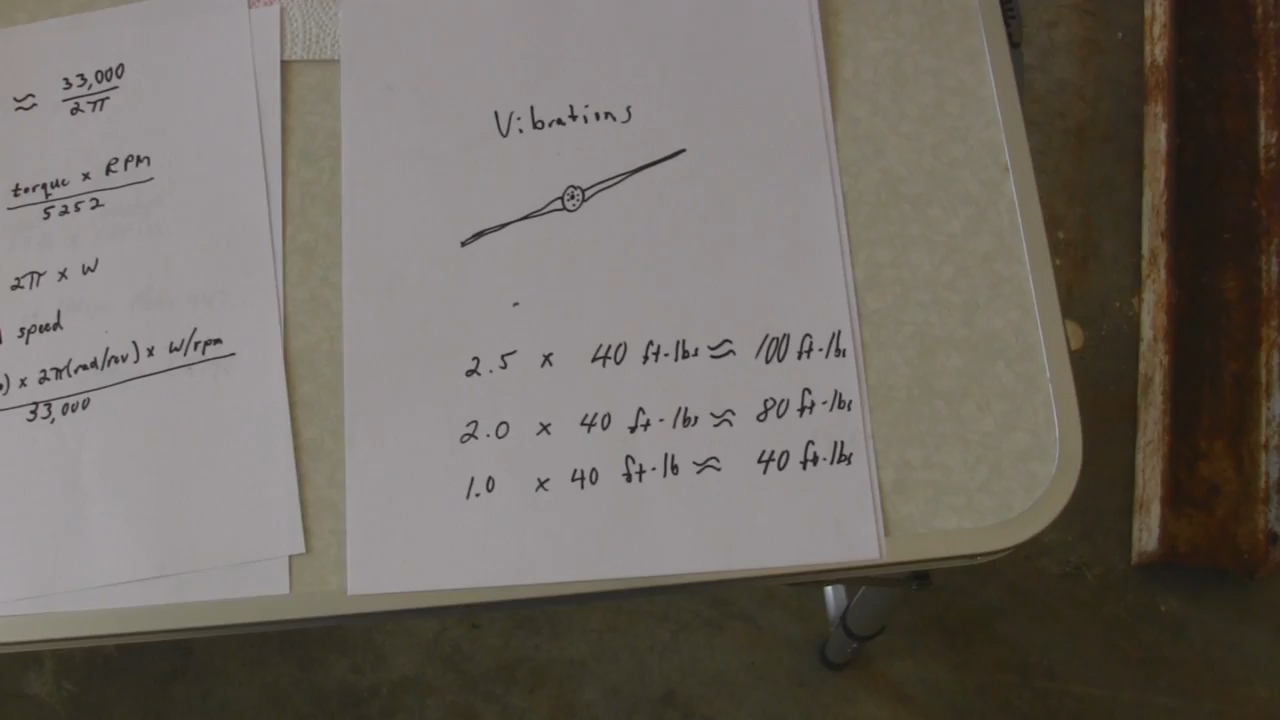 ≈ 33,000
2π
torque x RPM
5252
2π x W
speed
) x 2π(rad/rev) x W/rpm
33,000
Vibrations
2.5 x 40 ft-lbs ≈ 100 ft-lbs
2.0 x 40 ft-lbs ≈ 80 ft-lbs
1.0 x 40 ft-lb ≈ 40 ft-lbs